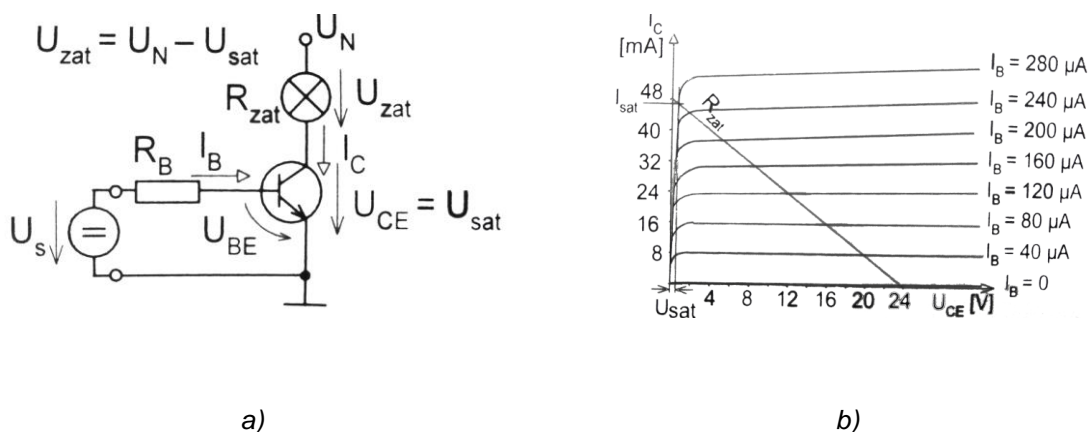 U_zat = U_N – U_sat
U_N
R_zat
U_zat
R_B
I_B
I_C
U_CE = U_sat
U_s
=
U_BE
a)
I_C
[mA]
I_sat
48
40
32
24
16
8
R_zat
I_B = 280 µA
I_B = 240 µA
I_B = 200 µA
I_B = 160 µA
I_B = 120 µA
I_B = 80 µA
I_B = 40 µA
I_B = 0
U_sat
4 8 12 16 20 24 U_CE [V]
b)